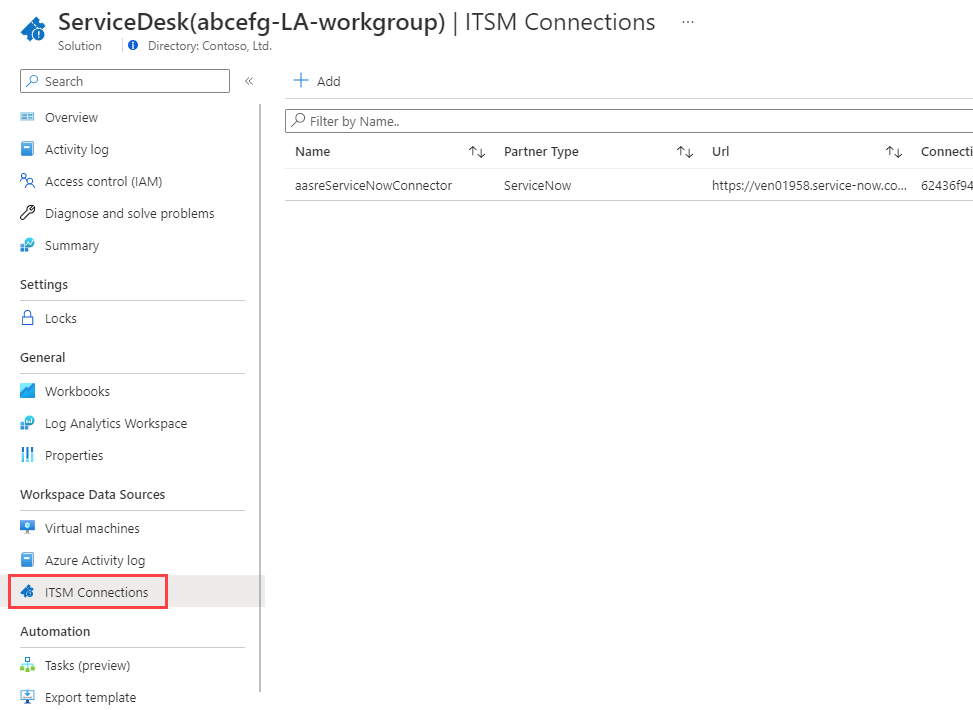 ServiceDesk(abcefg-LA-workgroup) | ITSM Connections ...
Solution
Directory: Contoso, Ltd.
Search
«
Add
Overview
Activity log
Access control (IAM)
Diagnose and solve problems
Summary
Settings
Locks
General
Workbooks
Log Analytics Workspace
Properties
Workspace Data Sources
Virtual machines
Azure Activity log
ITSM Connections
Automation
Tasks (preview)
Export template
Filter by Name..
Name Partner Type Url Connecti
aasreServiceNowConnector ServiceNow https://ven01958.service-now.co... 62436f94